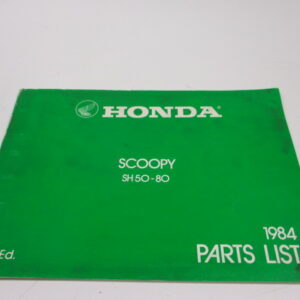 HONDA
SCOOPY
SH 50-80
1984
Ed. PARTS LIST